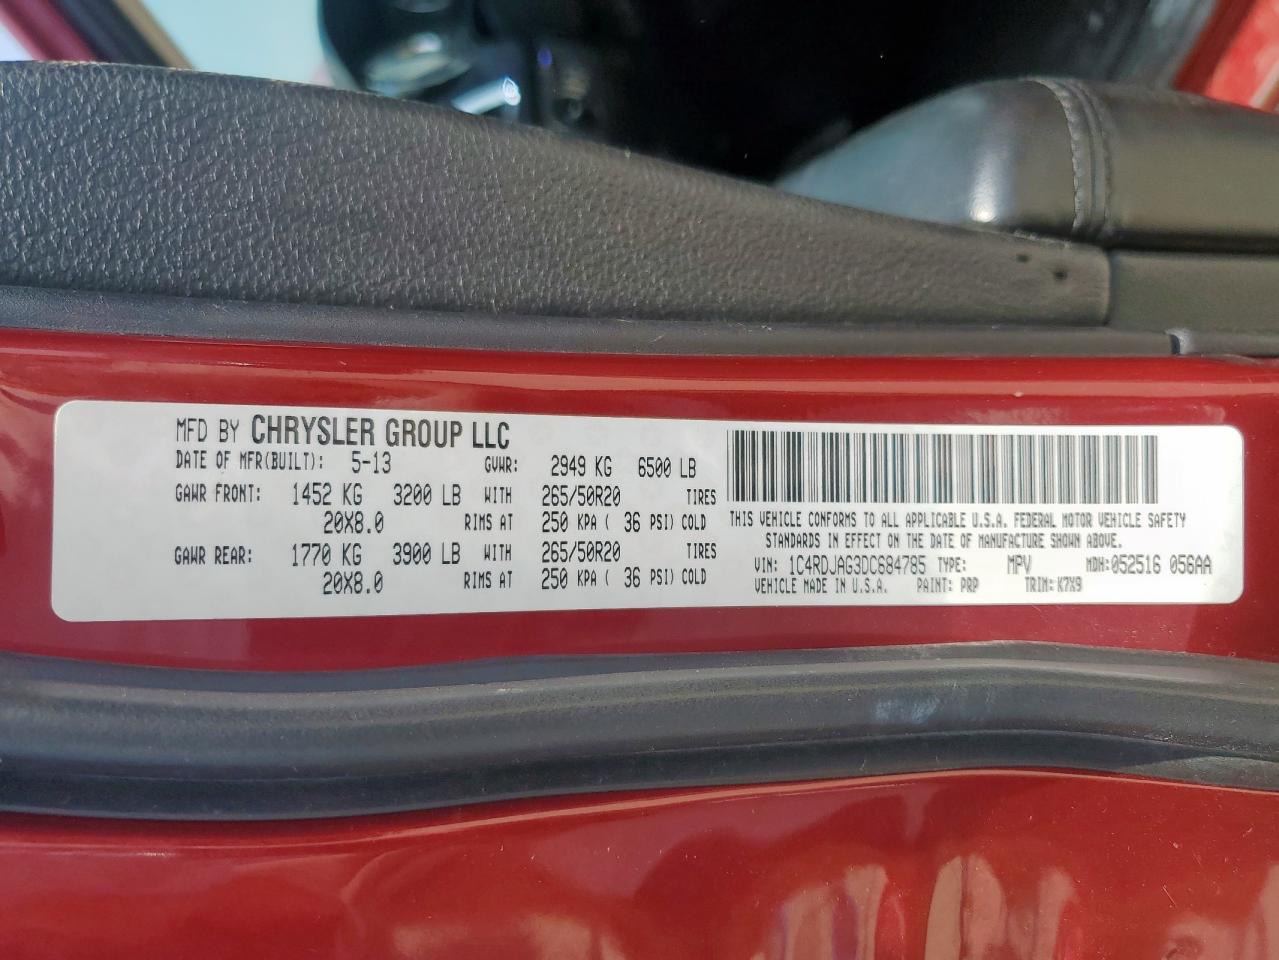 MFD BY CHRYSLER GROUP LLC
DATE OF MFR(BUILT): 5-13 GVWR: 2949 KG 6500 LB
GAWR FRONT: 1452 KG 3200 LB WITH 265/50R20 TIRES
20X8.0 RIMS AT 250 KPA ( 36 PSI) COLD
GAWR REAR: 1770 KG 3900 LB WITH 265/50R20 TIRES
20X8.0 RIMS AT 250 KPA ( 36 PSI) COLD
THIS VEHICLE CONFORMS TO ALL APPLICABLE U.S.A. FEDERAL MOTOR VEHICLE SAFETY
STANDARDS IN EFFECT ON THE DATE OF MANUFACTURE SHOWN ABOVE.
VIN: 1C4RDJAG3DC684785 TYPE: MPV MDH:052516 056AA
VEHICLE MADE IN U.S.A. PAINT: PRP TRIM: K7X9